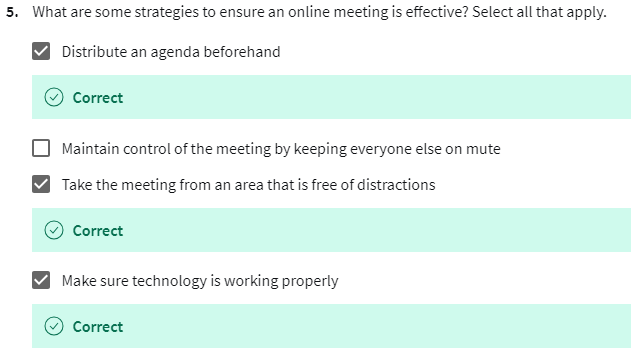 5. What are some strategies to ensure an online meeting is effective? Select all that apply.
Distribute an agenda beforehand
Correct
Maintain control of the meeting by keeping everyone else on mute
Take the meeting from an area that is free of distractions
Correct
Make sure technology is working properly
Correct